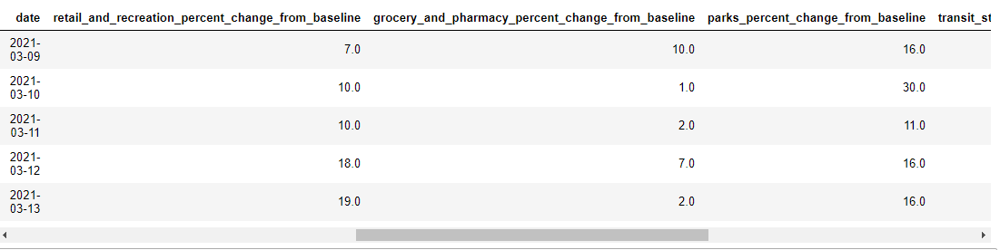 date retail_and_recreation_percent_change_from_baseline grocery_and_pharmacy_percent_change_from_baseline parks_percent_change_from_baseline transit_st
2021-
03-09 7.0 10.0 16.0
2021-
03-10 10.0 1.0 30.0
2021-
03-11 10.0 2.0 11.0
2021-
03-12 18.0 7.0 16.0
2021-
03-13 19.0 2.0 16.0